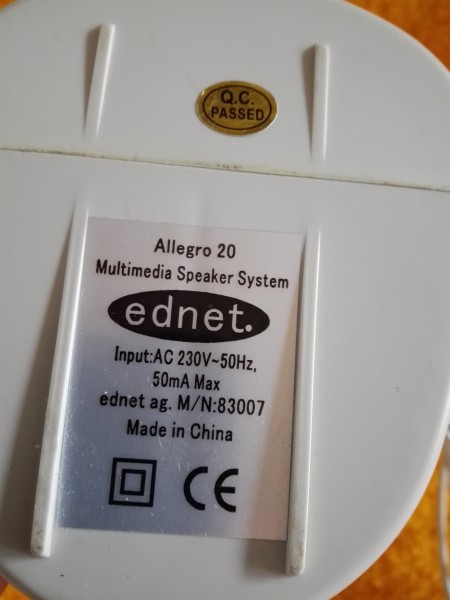 Q.C.
PASSED
Allegro 20
Multimedia Speaker System
ednet.
Input:AC 230V~50Hz,
50mA Max
ednet ag. M/N:83007
Made in China
CE